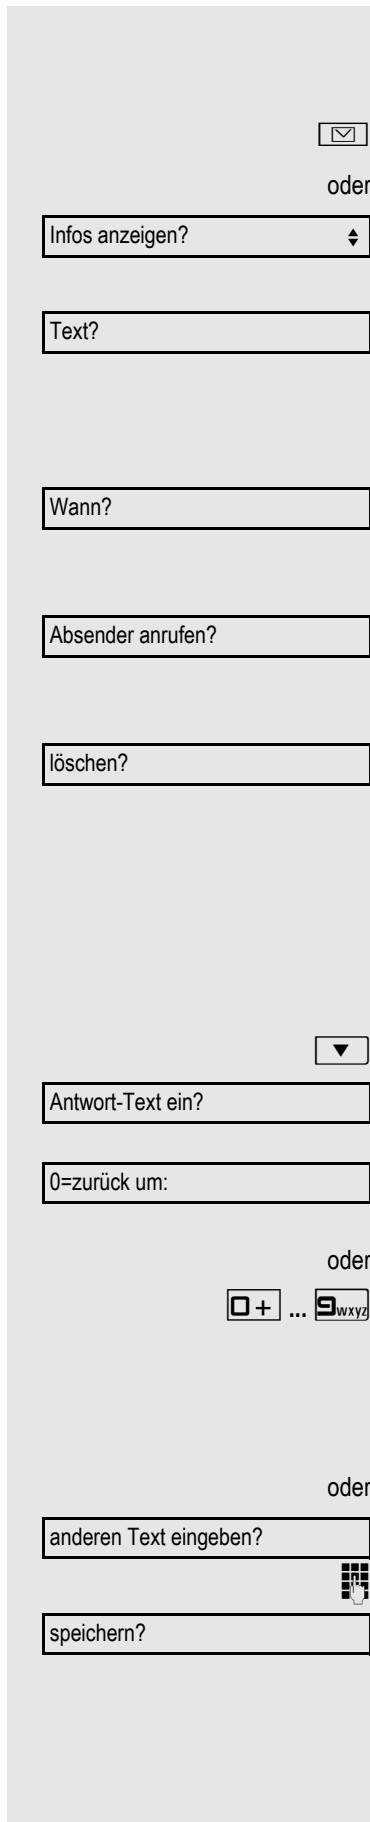 oder
Infos anzeigen?
Text?
Wann?
Absender anrufen?
löschen?
Antwort-Text ein?
0=zurück um:
oder
0 + ... 9wxyz
oder
anderen Text eingeben?
speichern?